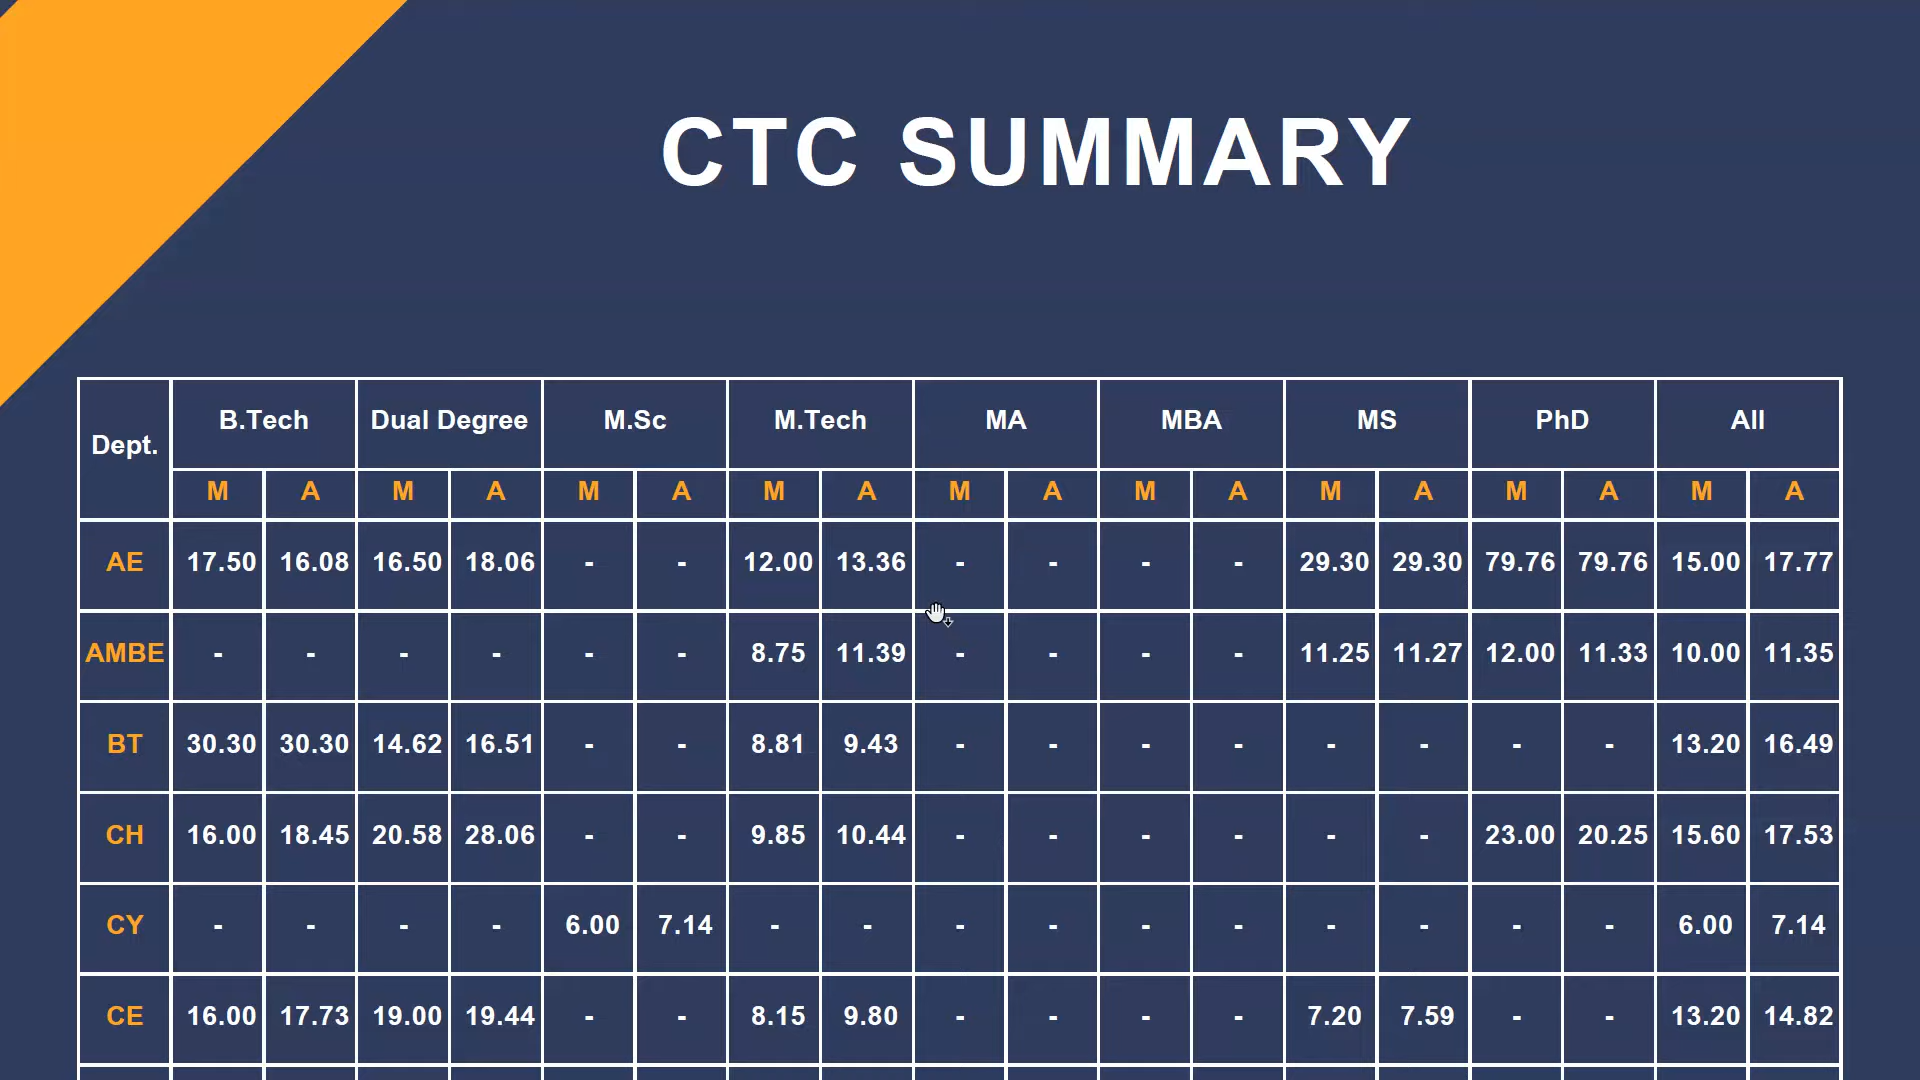 CTC SUMMARY
Dept. B.Tech Dual Degree M.Sc M.Tech MA MBA MS PhD All
M A M A M A M A M A M A M A M A M A
AE 17.50 16.08 16.50 18.06 - - 12.00 13.36 - - - - 29.30 29.30 79.76 79.76 15.00 17.77
AMBE - - - - - - 8.75 11.39 - - - - 11.25 11.27 12.00 11.33 10.00 11.35
BT 30.30 30.30 14.62 16.51 - - 8.81 9.43 - - - - - - - - 13.20 16.49
CH 16.00 18.45 20.58 28.06 - - 9.85 10.44 - - - - - - 23.00 20.25 15.60 17.53
CY - - - - 6.00 7.14 - - - - - - - - - - 6.00 7.14
CE 16.00 17.73 19.00 19.44 - - 8.15 9.80 - - - - 7.20 7.59 - - 13.20 14.82